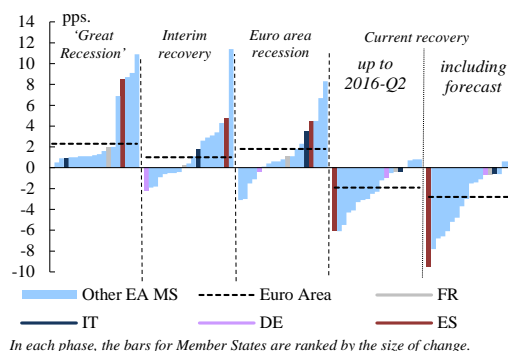 pps.
14
12
10
8
6
4
2
0
-2
-4
-6
-8
-10
'Great
Recession'
Interim
recovery
Euro area
recession
Current recovery
up to
2016-Q2
including
forecast
Other EA MS
Euro Area
FR
IT
DE
ES
In each phase, the bars for Member States are ranked by the size of change.